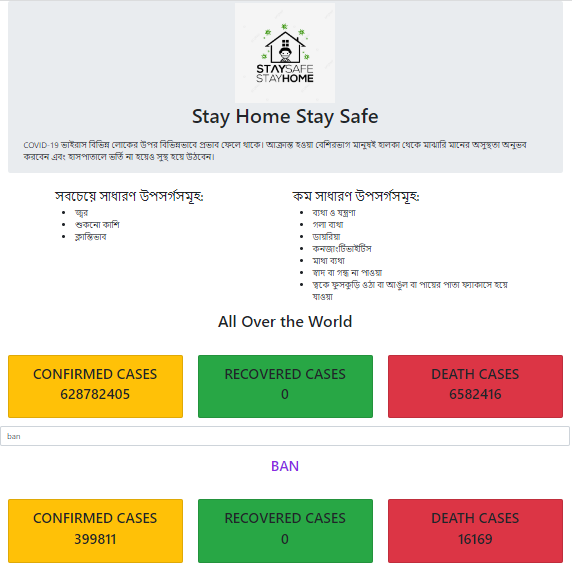 STAYSAFE
STAYHOME
Stay Home Stay Safe
COVID-19 ভাইরাস বিভিন্ন লোকের উপর বিভিন্নভাবে প্রভাব ফেলে থাকে। আক্রান্ত হওয়া বেশিরভাগ মানুষই হালকা থেকে মাঝারি মানের অসুস্থতা অনুভব
করবেন এবং হাসপাতালে ভর্তি না হয়েও সুস্থ হয়ে উঠবেন।
সবচেয়ে সাধারণ উপসর্গসমূহ:
জ্বর
শুকনো কাশি
ক্লান্তিভাব
কম সাধারণ উপসর্গসমূহ:
ব্যথা ও যন্ত্রণা
গলা ব্যথা
ডায়রিয়া
কনজাংটিভাইটিস
মাথা ব্যথা
স্বাদ বা গন্ধ না পাওয়া
ত্বকে ফুসকুড়ি ওঠা বা আঙুল বা পায়ের পাতা ফ্যাকাসে হয়ে
যাওয়া
All Over the World
CONFIRMED CASES
628782405
RECOVERED CASES
0
DEATH CASES
6582416
ban
BAN
CONFIRMED CASES
399811
RECOVERED CASES
0
DEATH CASES
16169